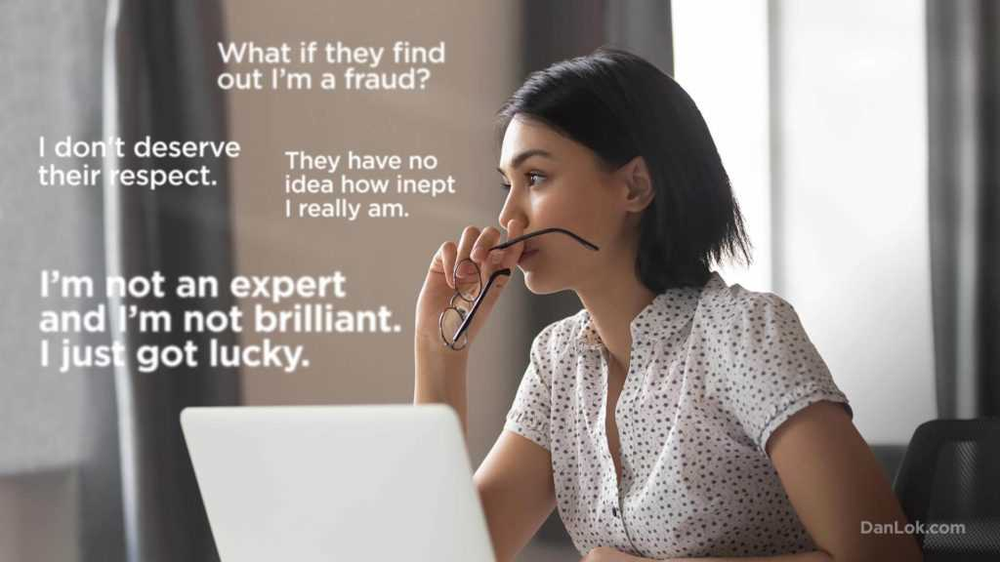 What if they find
out I'm a fraud?
I don't deserve
their respect.
They have no
idea how inept
I really am.
I'm not an expert
and I'm not brilliant.
I just got lucky.
DanLok.com